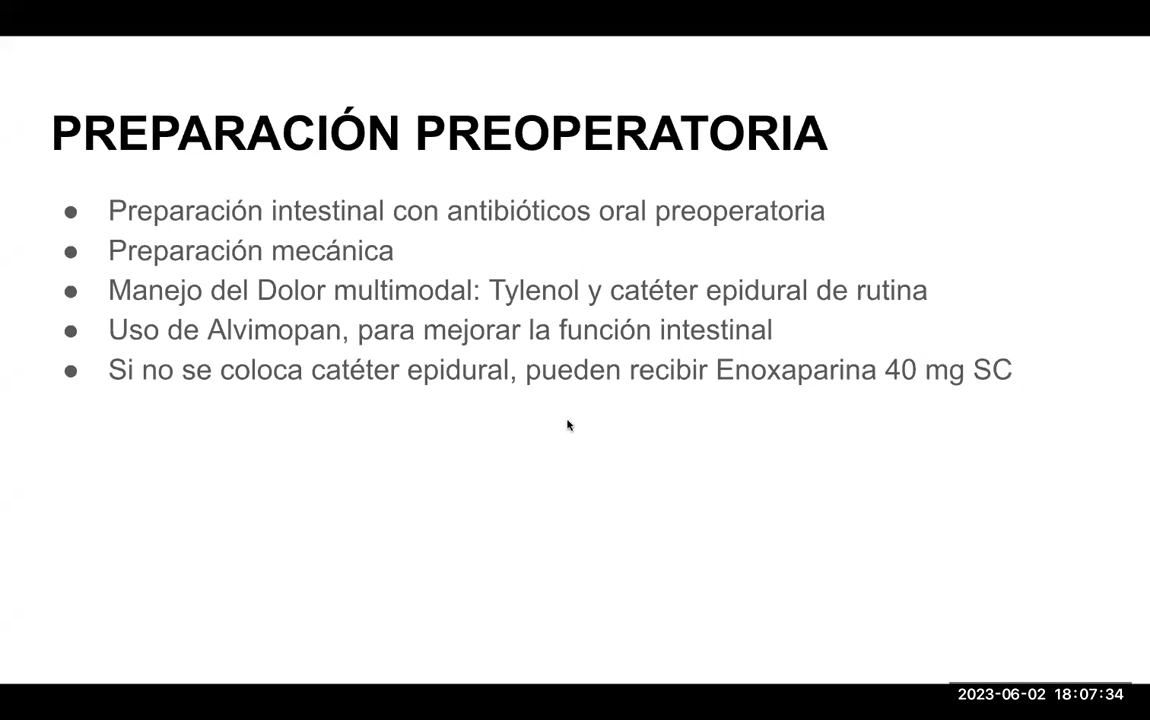 PREPARACIÓN PREOPERATORIA
● Preparación intestinal con antibióticos oral preoperatoria
● Preparación mecánica
● Manejo del Dolor multimodal: Tylenol y catéter epidural de rutina
● Uso de Alvimopan, para mejorar la función intestinal
● Si no se coloca catéter epidural, pueden recibir Enoxaparina 40 mg SC
2023-06-02 18:07:34